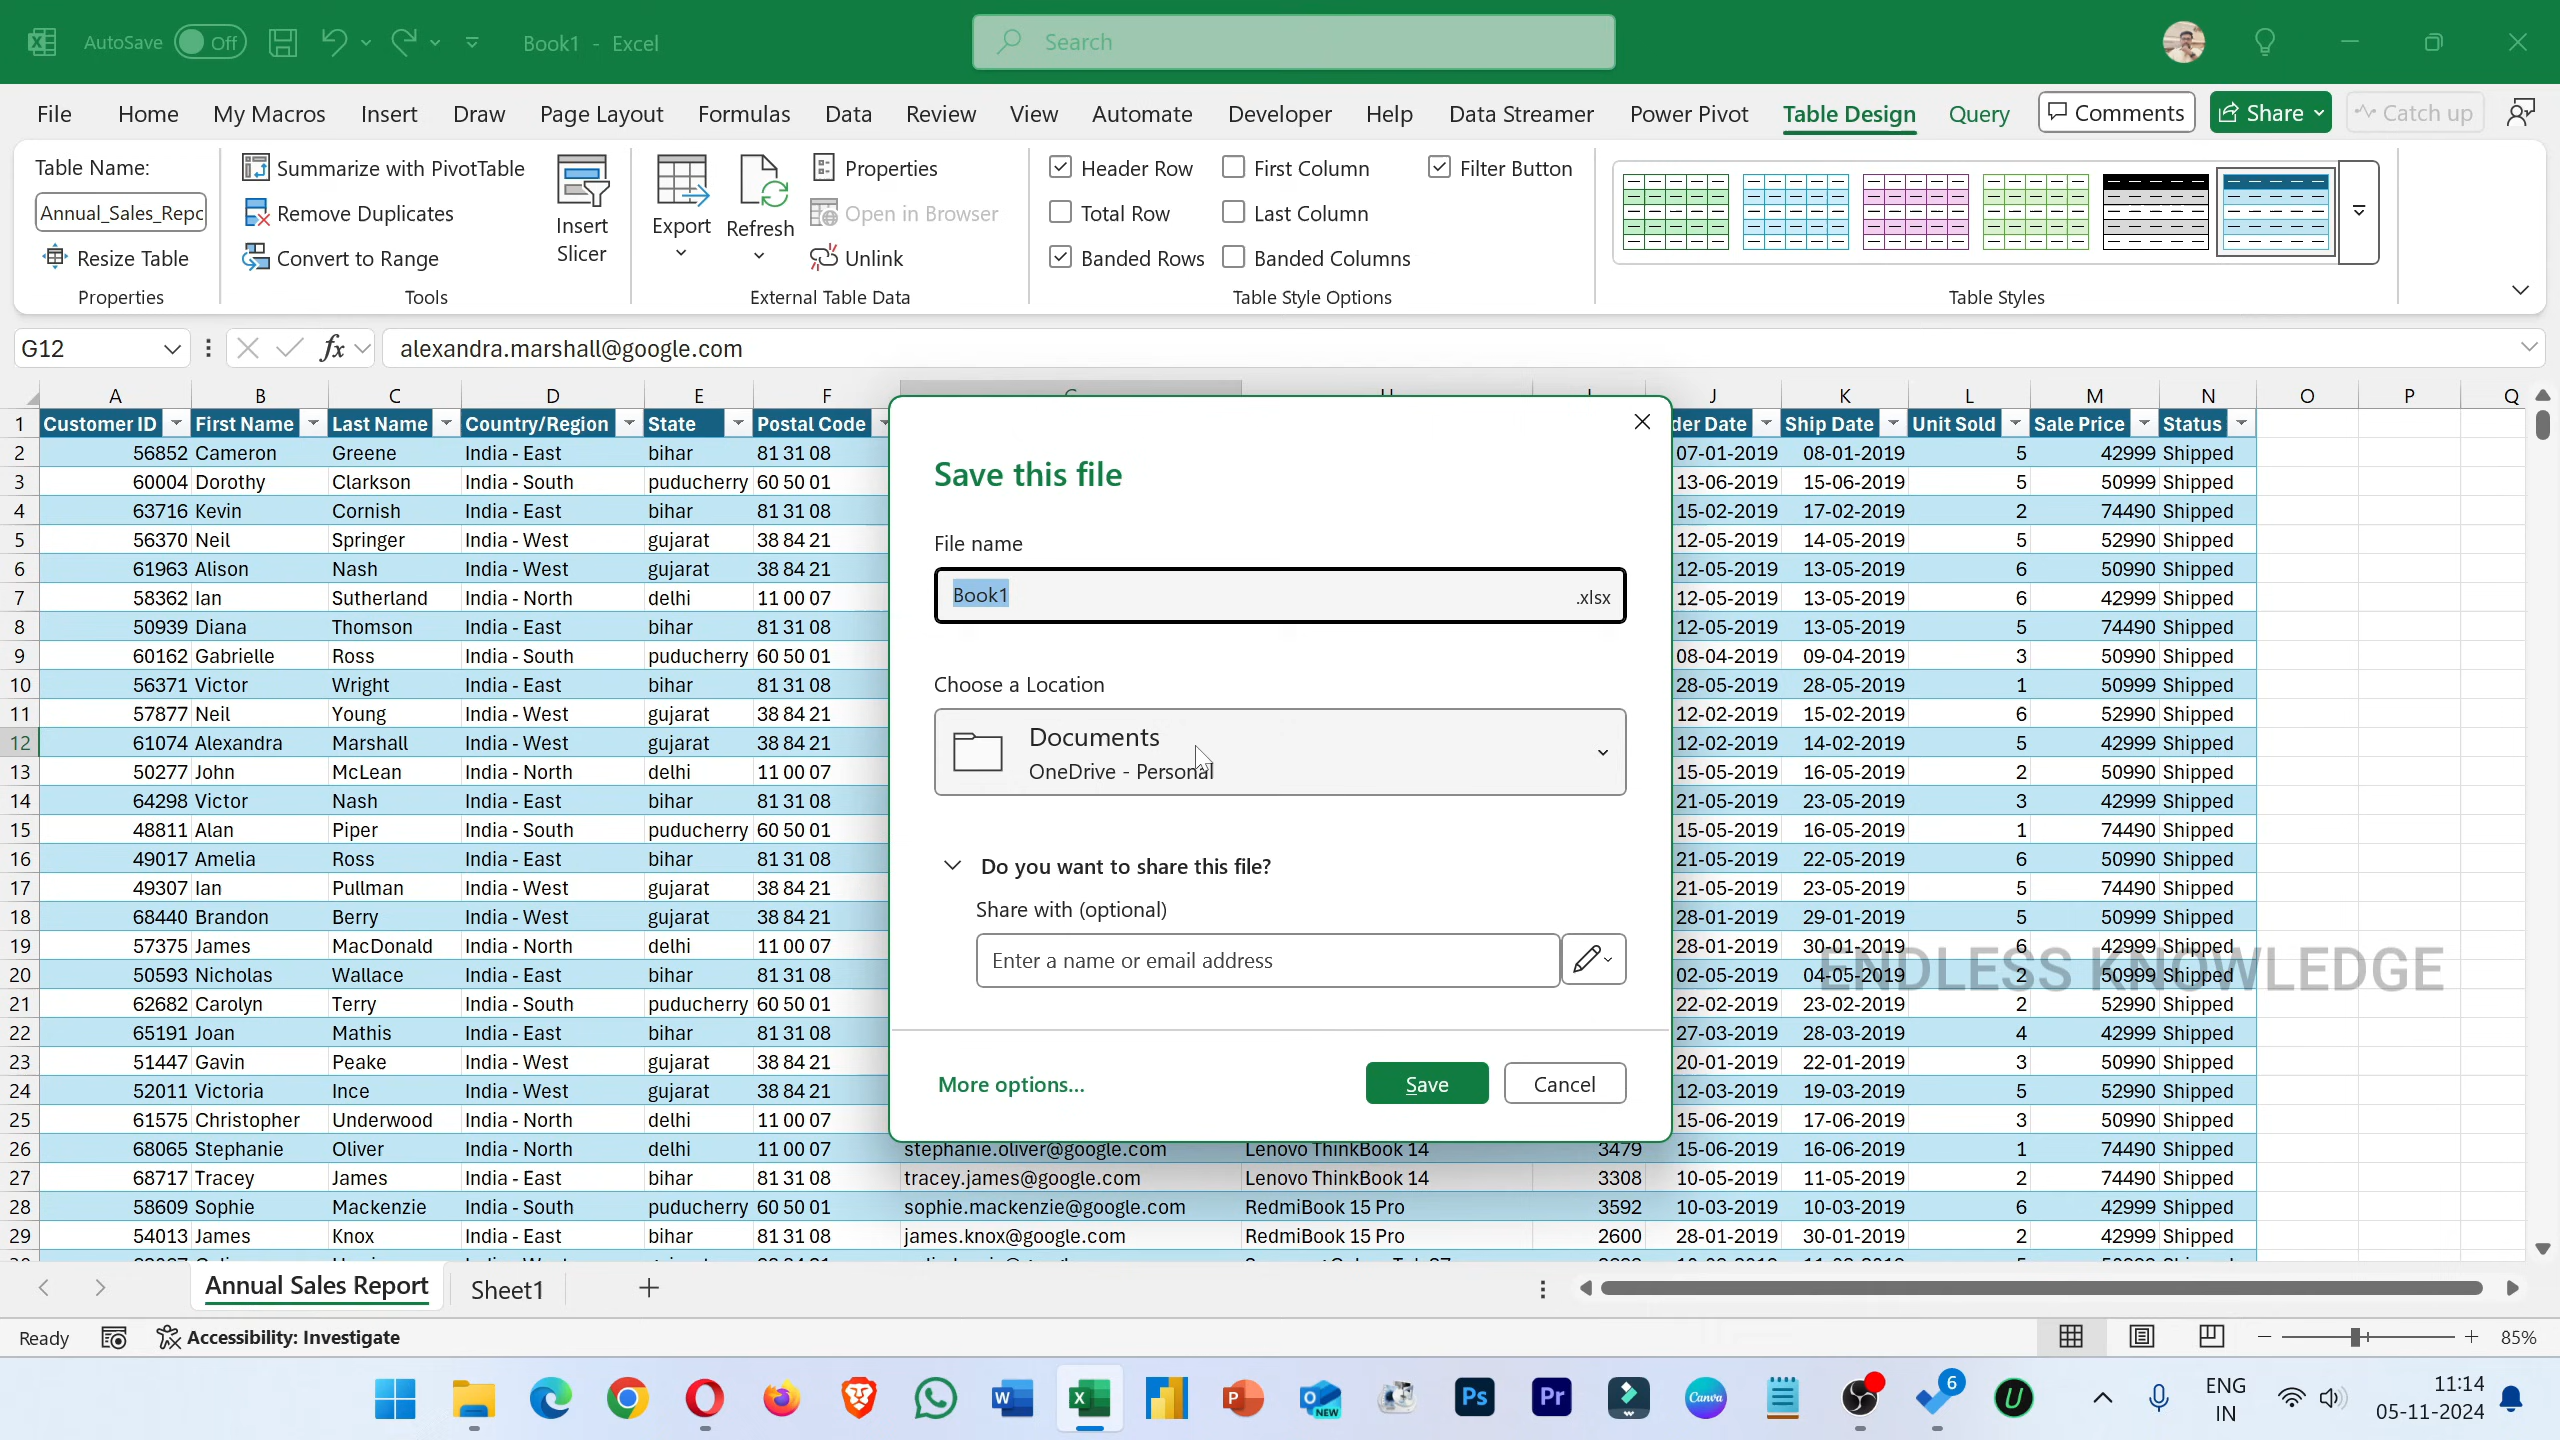 AutoSave Off Book1 - Excel Search
File Home My Macros Insert Draw Page Layout Formulas Data Review View Automate Developer Help Data Streamer Power Pivot Table Design Query Comments Share Catch up
Table Name: Summarize with PivotTable Properties Header Row First Column Filter Button
Annual_Sales_Repo Remove Duplicates Insert Slicer Export Refresh Open in Browser Total Row Last Column
Resize Table Convert to Range Unlink Banded Rows Banded Columns
Properties Tools External Table Data Table Style Options Table Styles
G12 fx alexandra.marshall@google.com
A B C D E F J K L M N O P Q
1 Customer ID First Name Last Name Country/Region State Postal Code der Date Ship Date Unit Sold Sale Price Status
2 56852 Cameron Greene India - East bihar 81 31 08 07-01-2019 08-01-2019 5 42999 Shipped
3 60004 Dorothy Clarkson India - South puducherry 60 50 01 13-06-2019 15-06-2019 5 50999 Shipped
4 63716 Kevin Cornish India - East bihar 81 31 08 15-02-2019 17-02-2019 2 74490 Shipped
5 56370 Neil Springer India - West gujarat 38 84 21 12-05-2019 14-05-2019 5 52990 Shipped
6 61963 Alison Nash India - West gujarat 38 84 21 12-05-2019 13-05-2019 6 50990 Shipped
7 58362 Ian Sutherland India - North delhi 11 00 07 12-05-2019 13-05-2019 6 42999 Shipped
8 50939 Diana Thomson India - East bihar 81 31 08 12-05-2019 13-05-2019 5 74490 Shipped
9 60162 Gabrielle Ross India - South puducherry 60 50 01 08-04-2019 09-04-2019 3 50990 Shipped
10 56371 Victor Wright India - East bihar 81 31 08 28-05-2019 28-05-2019 1 50999 Shipped
11 57877 Neil Young India - West gujarat 38 84 21 12-02-2019 15-02-2019 6 52990 Shipped
12 61074 Alexandra Marshall India - West gujarat 38 84 21 12-02-2019 14-02-2019 5 42999 Shipped
13 50277 John McLean India - North delhi 11 00 07 15-05-2019 16-05-2019 2 50990 Shipped
14 64298 Victor Nash India - East bihar 81 31 08 21-05-2019 23-05-2019 3 42999 Shipped
15 48811 Alan Piper India - South puducherry 60 50 01 15-05-2019 16-05-2019 1 74490 Shipped
16 49017 Amelia Ross India - East bihar 81 31 08 21-05-2019 22-05-2019 6 50990 Shipped
17 49307 Ian Pullman India - West gujarat 38 84 21 21-05-2019 23-05-2019 5 74490 Shipped
18 68440 Brandon Berry India - West gujarat 38 84 21 28-01-2019 29-01-2019 5 50999 Shipped
19 57375 James MacDonald India - North delhi 11 00 07 28-01-2019 30-01-2019 6 42999 Shipped
20 50593 Nicholas Wallace India - East bihar 81 31 08 02-05-2019 04-05-2019 2 50999 Shipped
21 62682 Carolyn Terry India - South puducherry 60 50 01 22-02-2019 23-02-2019 2 52990 Shipped
22 65191 Joan Mathis India - East bihar 81 31 08 27-03-2019 28-03-2019 4 42999 Shipped
23 51447 Gavin Peake India - West gujarat 38 84 21 20-01-2019 22-01-2019 3 50990 Shipped
24 52011 Victoria Ince India - West gujarat 38 84 21 12-03-2019 19-03-2019 5 52990 Shipped
25 61575 Christopher Underwood India - North delhi 11 00 07 15-06-2019 17-06-2019 3 50990 Shipped
26 68065 Stephanie Oliver India - North delhi 11 00 07 stephanie.oliver@google.com Lenovo ThinkBook 14 3479 15-06-2019 16-06-2019 1 74490 Shipped
27 68717 Tracey James India - East bihar 81 31 08 tracey.james@google.com Lenovo ThinkBook 14 3308 10-05-2019 11-05-2019 2 74490 Shipped
28 58609 Sophie Mackenzie India - South puducherry 60 50 01 sophie.mackenzie@google.com RedmiBook 15 Pro 3592 10-03-2019 10-03-2019 6 42999 Shipped
29 54013 James Knox India - East bihar 81 31 08 james.knox@google.com RedmiBook 15 Pro 2600 28-01-2019 30-01-2019 2 42999 Shipped
Save this file
File name
Book1 .xlsx
Choose a Location
Documents
OneDrive - Personal
Do you want to share this file?
Share with (optional)
Enter a name or email address
More options... Save Cancel
ENDLESS KNOWLEDGE
Annual Sales Report Sheet1
Ready Accessibility: Investigate 85%
ENG 11:14
IN 05-11-2024